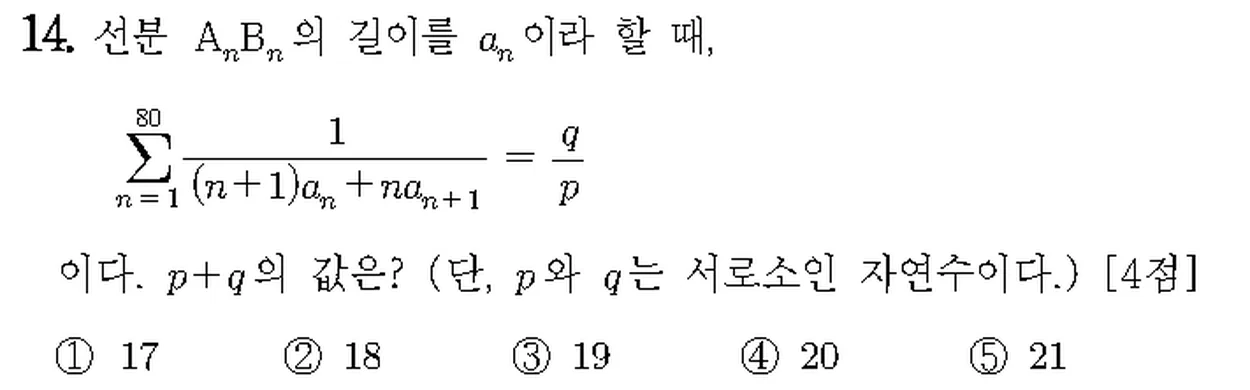 14. 선분 AₙBₙ의 길이를 aₙ이라 할 때,
\sum_{n=1}^{80} \frac{1}{(n+1)a_n + na_{n+1}} = \frac{q}{p}
이다. p+q의 값은? (단, p와 q는 서로소인 자연수이다.) [4점]
① 17 ② 18 ③ 19 ④ 20 ⑤ 21